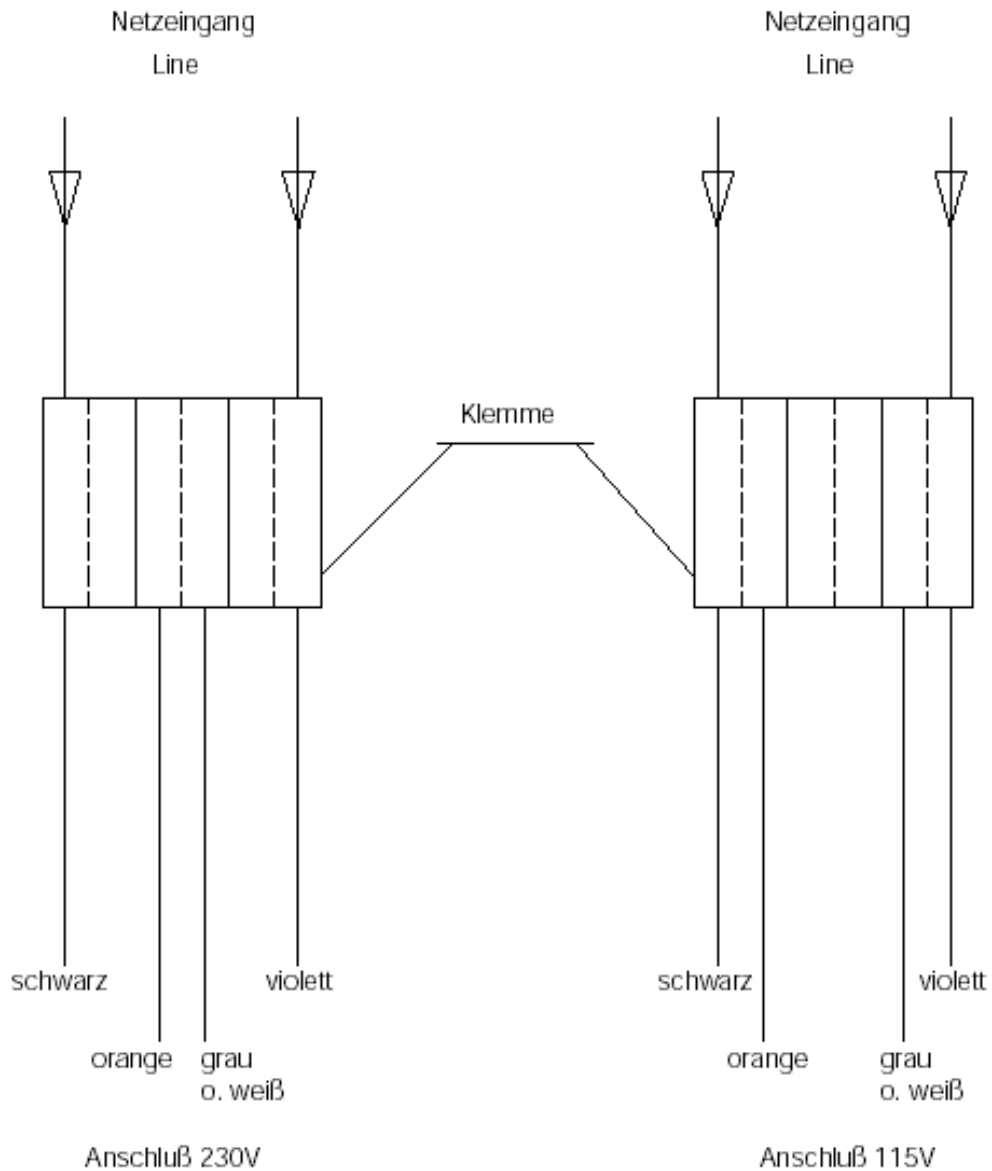 Netzeingang
Line
Netzeingang
Line
Klemme
schwarz
violett
orange
grau
o. weiß
Anschluß 230V
schwarz
violett
orange
grau
o. weiß
Anschluß 115V